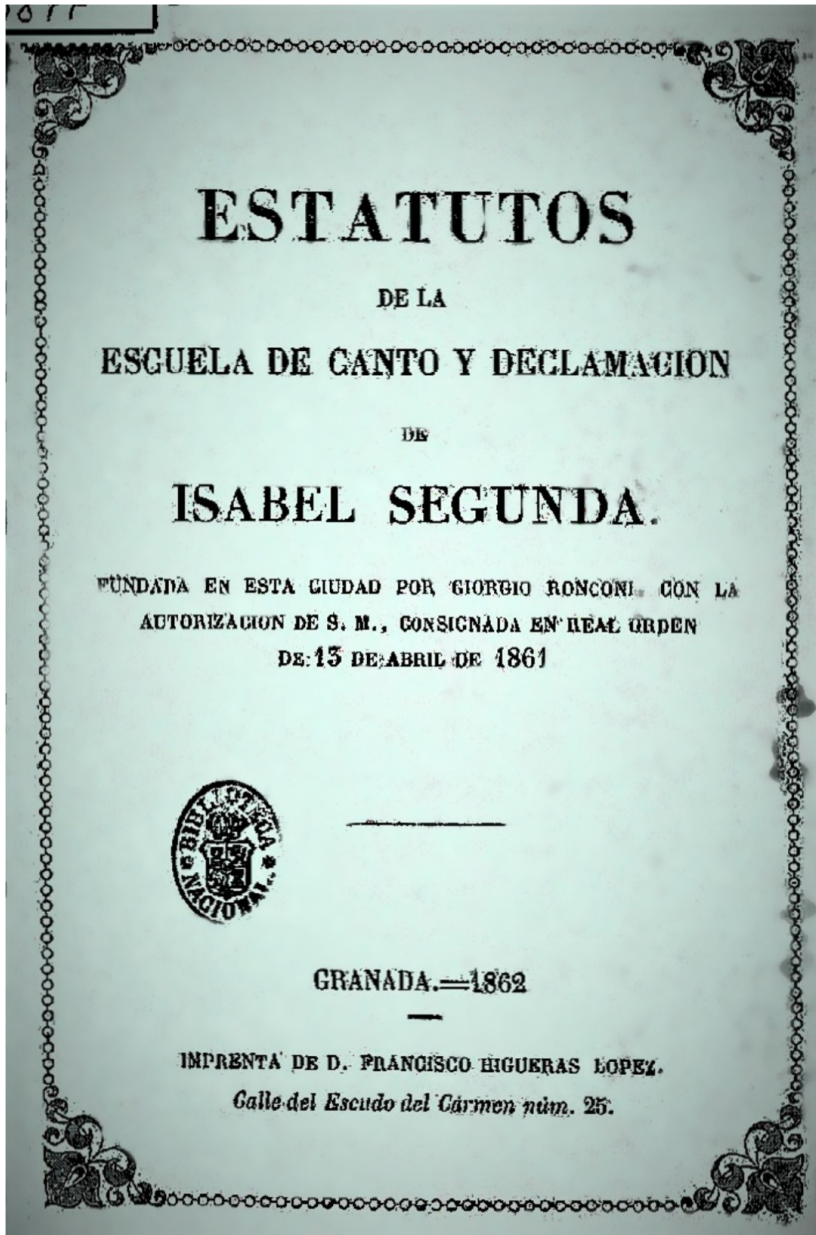 ESTATUTOS
DE LA
ESCUELA DE CANTO Y DECLAMACION
DE
ISABEL SEGUNDA.
FUNDADA EN ESTA CIUDAD POR GIORGIO RONCONI CON LA
AUTORIZACION DE S. M., CONSIGNADA EN REAL ORDEN
DE 13 DE ABRIL DE 1861
BIBLIOTECA
NACIONAL
GRANADA.=1862
IMPRENTA DE D. FRANCISCO HIGUERAS LOPEZ.
Calle del Escudo del Cármen núm. 25.